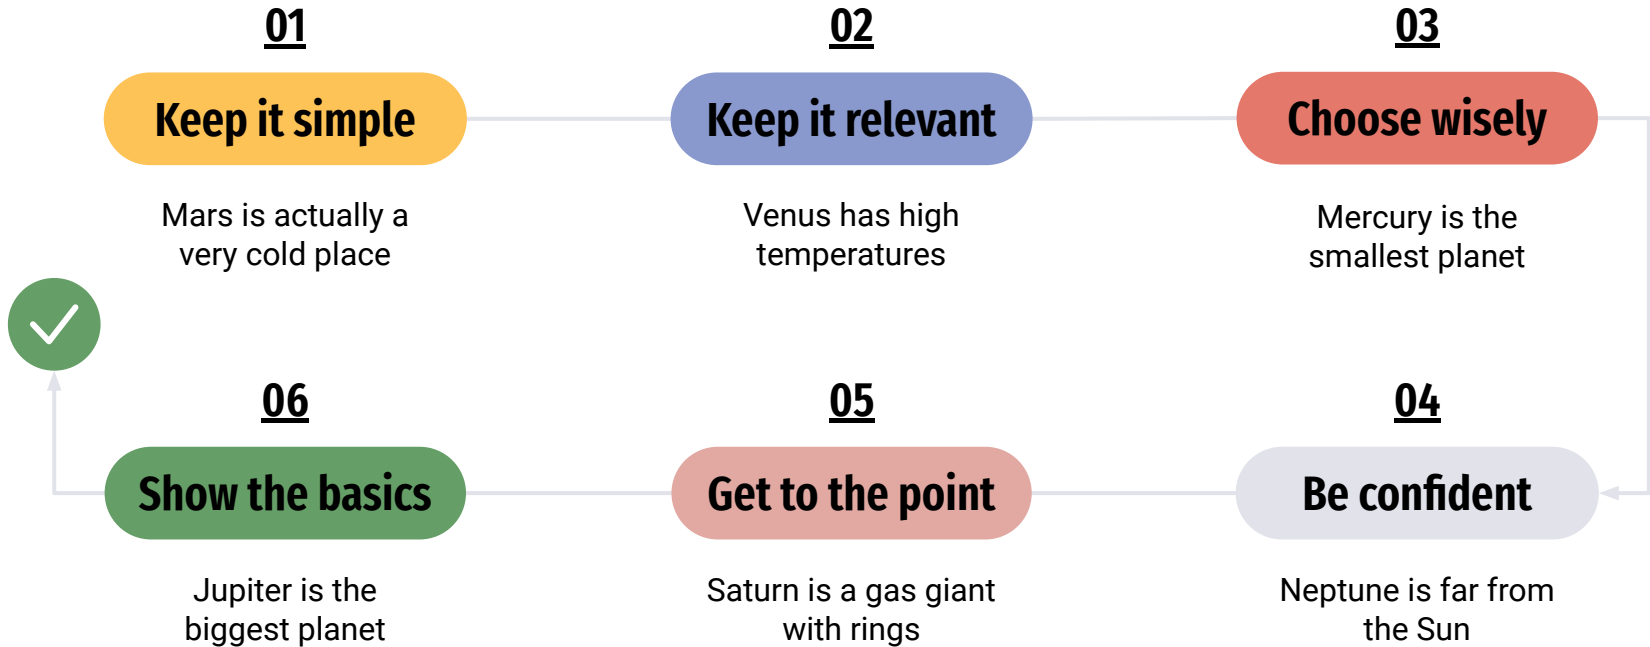 01
Keep it simple
Mars is actually a
very cold place
02
Keep it relevant
Venus has high
temperatures
03
Choose wisely
Mercury is the
smallest planet
04
Be confident
Neptune is far from
the Sun
05
Get to the point
Saturn is a gas giant
with rings
06
Show the basics
Jupiter is the
biggest planet